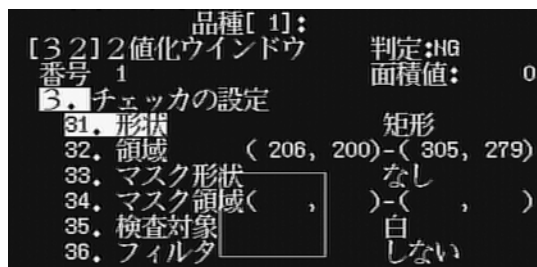 品種[ 1]:
[32]2値化ウインドウ 判定:NG
番号 1 面積値: 0
3. チェッカの設定
31. 形状 矩形
32. 領域 ( 206, 200)-( 305, 279)
33. マスク形状 なし
34. マスク領域( , )-( , )
35. 検査対象 白
36. フィルタ しない